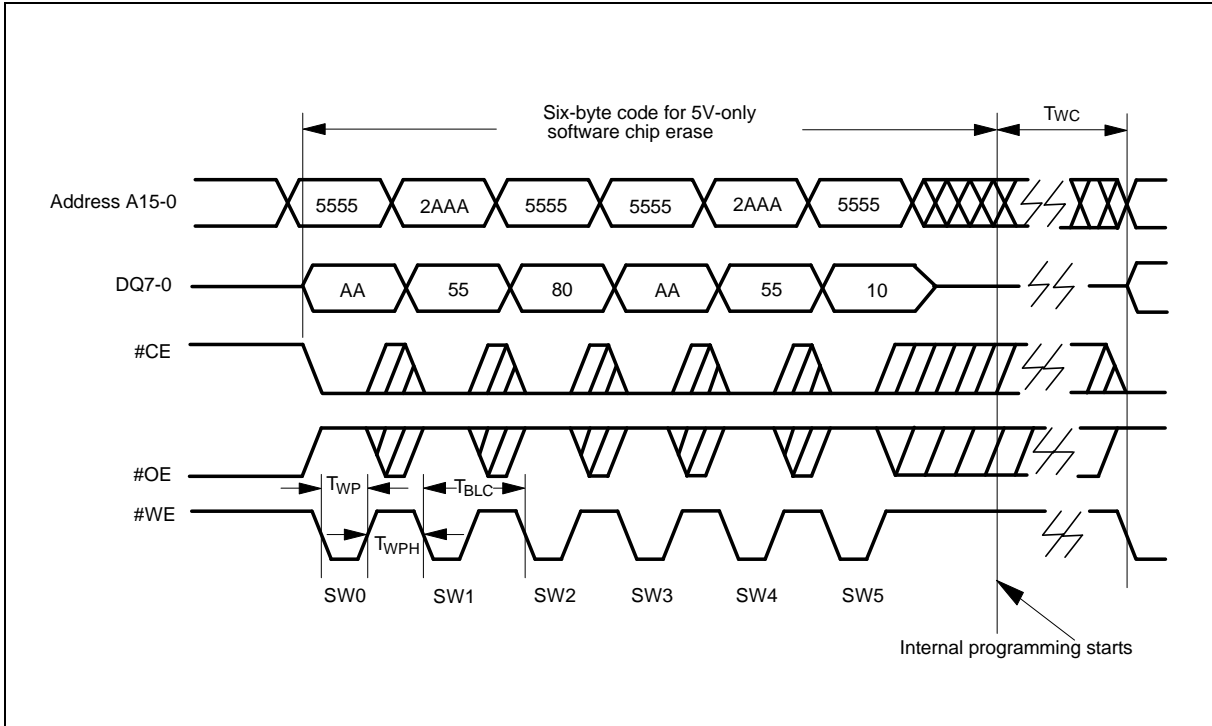 Six-byte code for 5V-only
software chip erase
TWC
Address A15-0
5555
2AAA
5555
5555
2AAA
5555
DQ7-0
AA
55
80
AA
55
10
#CE
#OE
TWP
TBLC
#WE
TWPH
SW0
SW1
SW2
SW3
SW4
SW5
Internal programming starts